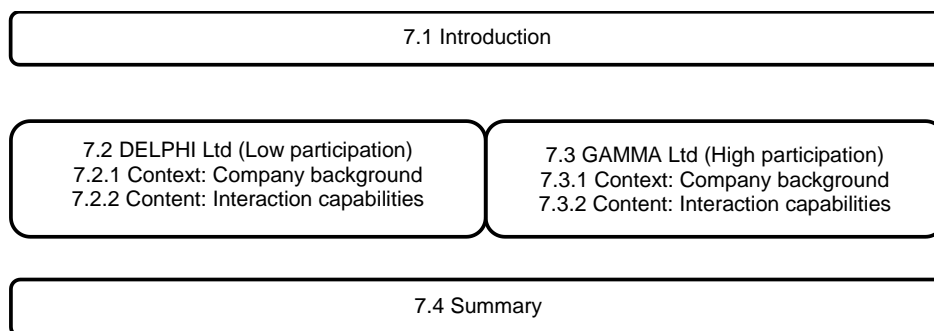 7.1 Introduction
7.2 DELPHI Ltd (Low participation)
7.2.1 Context: Company background
7.2.2 Content: Interaction capabilities
7.3 GAMMA Ltd (High participation)
7.3.1 Context: Company background
7.3.2 Content: Interaction capabilities
7.4 Summary